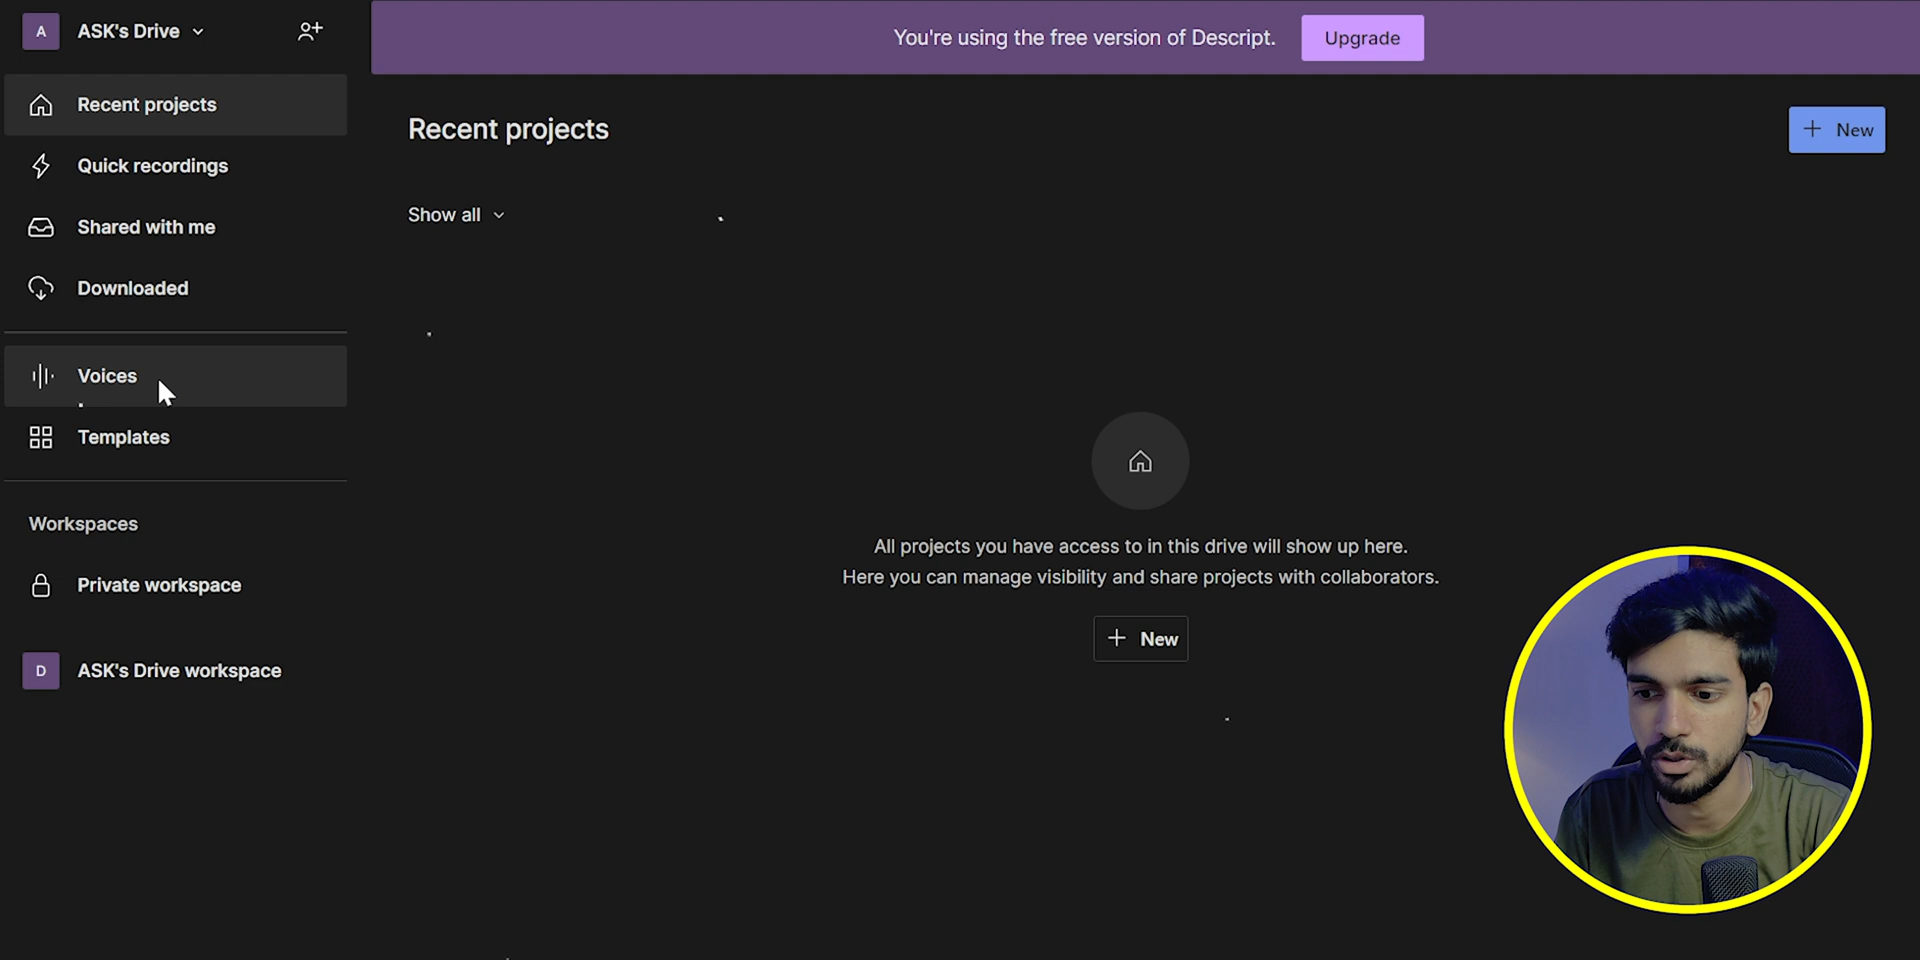 A
ASK's Drive
You're using the free version of Descript.
Upgrade
Recent projects
Quick recordings
Shared with me
Downloaded
Voices
Templates
Workspaces
Private workspace
D
ASK's Drive workspace
Recent projects
New
Show all
All projects you have access to in this drive will show up here.
Here you can manage visibility and share projects with collaborators.
New